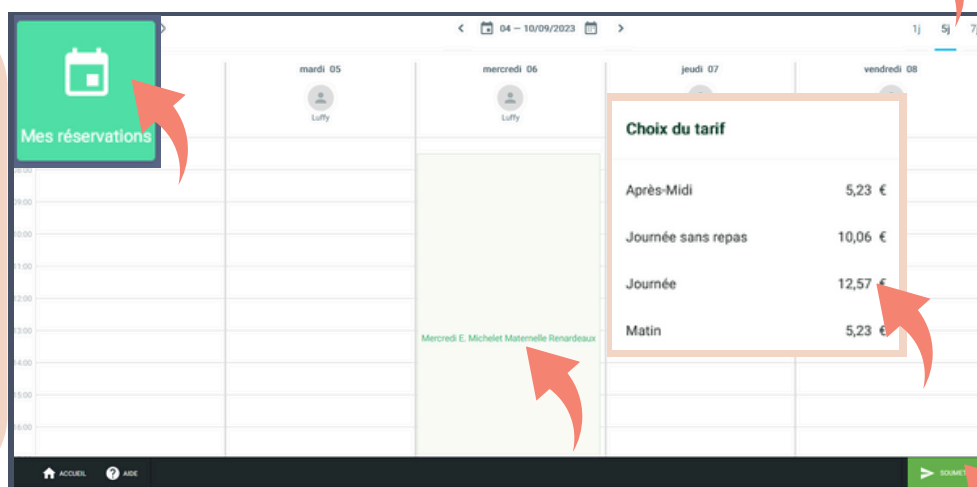 Mes réservations
04 – 10/09/2023
1j 5j 7j
mardi 05
mercredi 06
jeudi 07
vendredi 08
Luffy
Luffy
Choix du tarif
Après-Midi 5,23 €
Journée sans repas 10,06 €
Journée 12,57 €
Matin 5,23 €
08:00
09:00
10:00
11:00
12:00
13:00
14:00
15:00
16:00
Mercredi E. Michelet Maternelle Renardeaux
ACCUEIL
AIDE